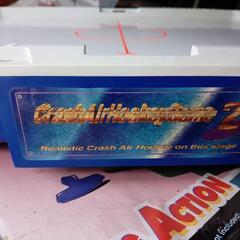 CrashAirHockeyGame 2
Realistic Crash Air Hockey on this stage
ACTION